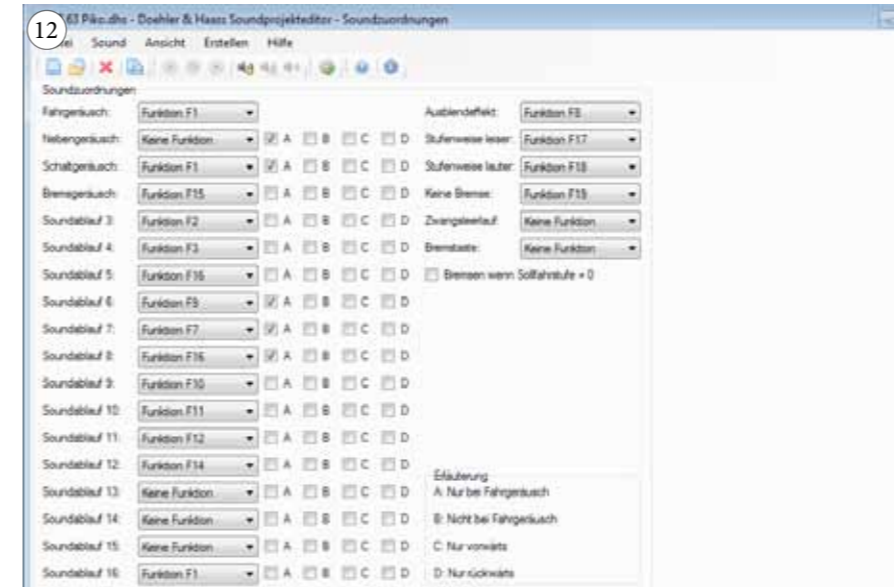 12
63 Piko.dhs - Doehler & Haass Soundprojekteditor - Soundzuordnungen
Sound Ansicht Erstellen Hilfe
Soundzuordnungen
Fahrgeräusch: Funktion F1 Ausblendeffekt: Funktion F8
Nebengeräusch: Keine Funktion A B C D Stufenweise leiser: Funktion F17
Schaltgeräusch: Funktion F1 A B C D Stufenweise lauter: Funktion F18
Bremsgeräusch: Funktion F15 A B C D Keine Bremse: Funktion F19
Soundablauf 3: Funktion F2 A B C D Zwangsleerlauf: Keine Funktion
Soundablauf 4: Funktion F3 A B C D Bremstaste: Keine Funktion
Soundablauf 5: Funktion F16 A B C D Bremsen wenn Sollfahrstufe = 0
Soundablauf 6: Funktion F9 A B C D
Soundablauf 7: Funktion F7 A B C D
Soundablauf 8: Funktion F16 A B C D
Soundablauf 9: Funktion F10 A B C D
Soundablauf 10: Funktion F11 A B C D
Soundablauf 11: Funktion F12 A B C D
Soundablauf 12: Funktion F14 A B C D
Erläuterung
Soundablauf 13: Keine Funktion A B C D A: Nur bei Fahrgeräusch
Soundablauf 14: Keine Funktion A B C D B: Nicht bei Fahrgeräusch
Soundablauf 15: Keine Funktion A B C D C: Nur vorwärts
Soundablauf 16: Funktion F1 A B C D D: Nur rückwärts